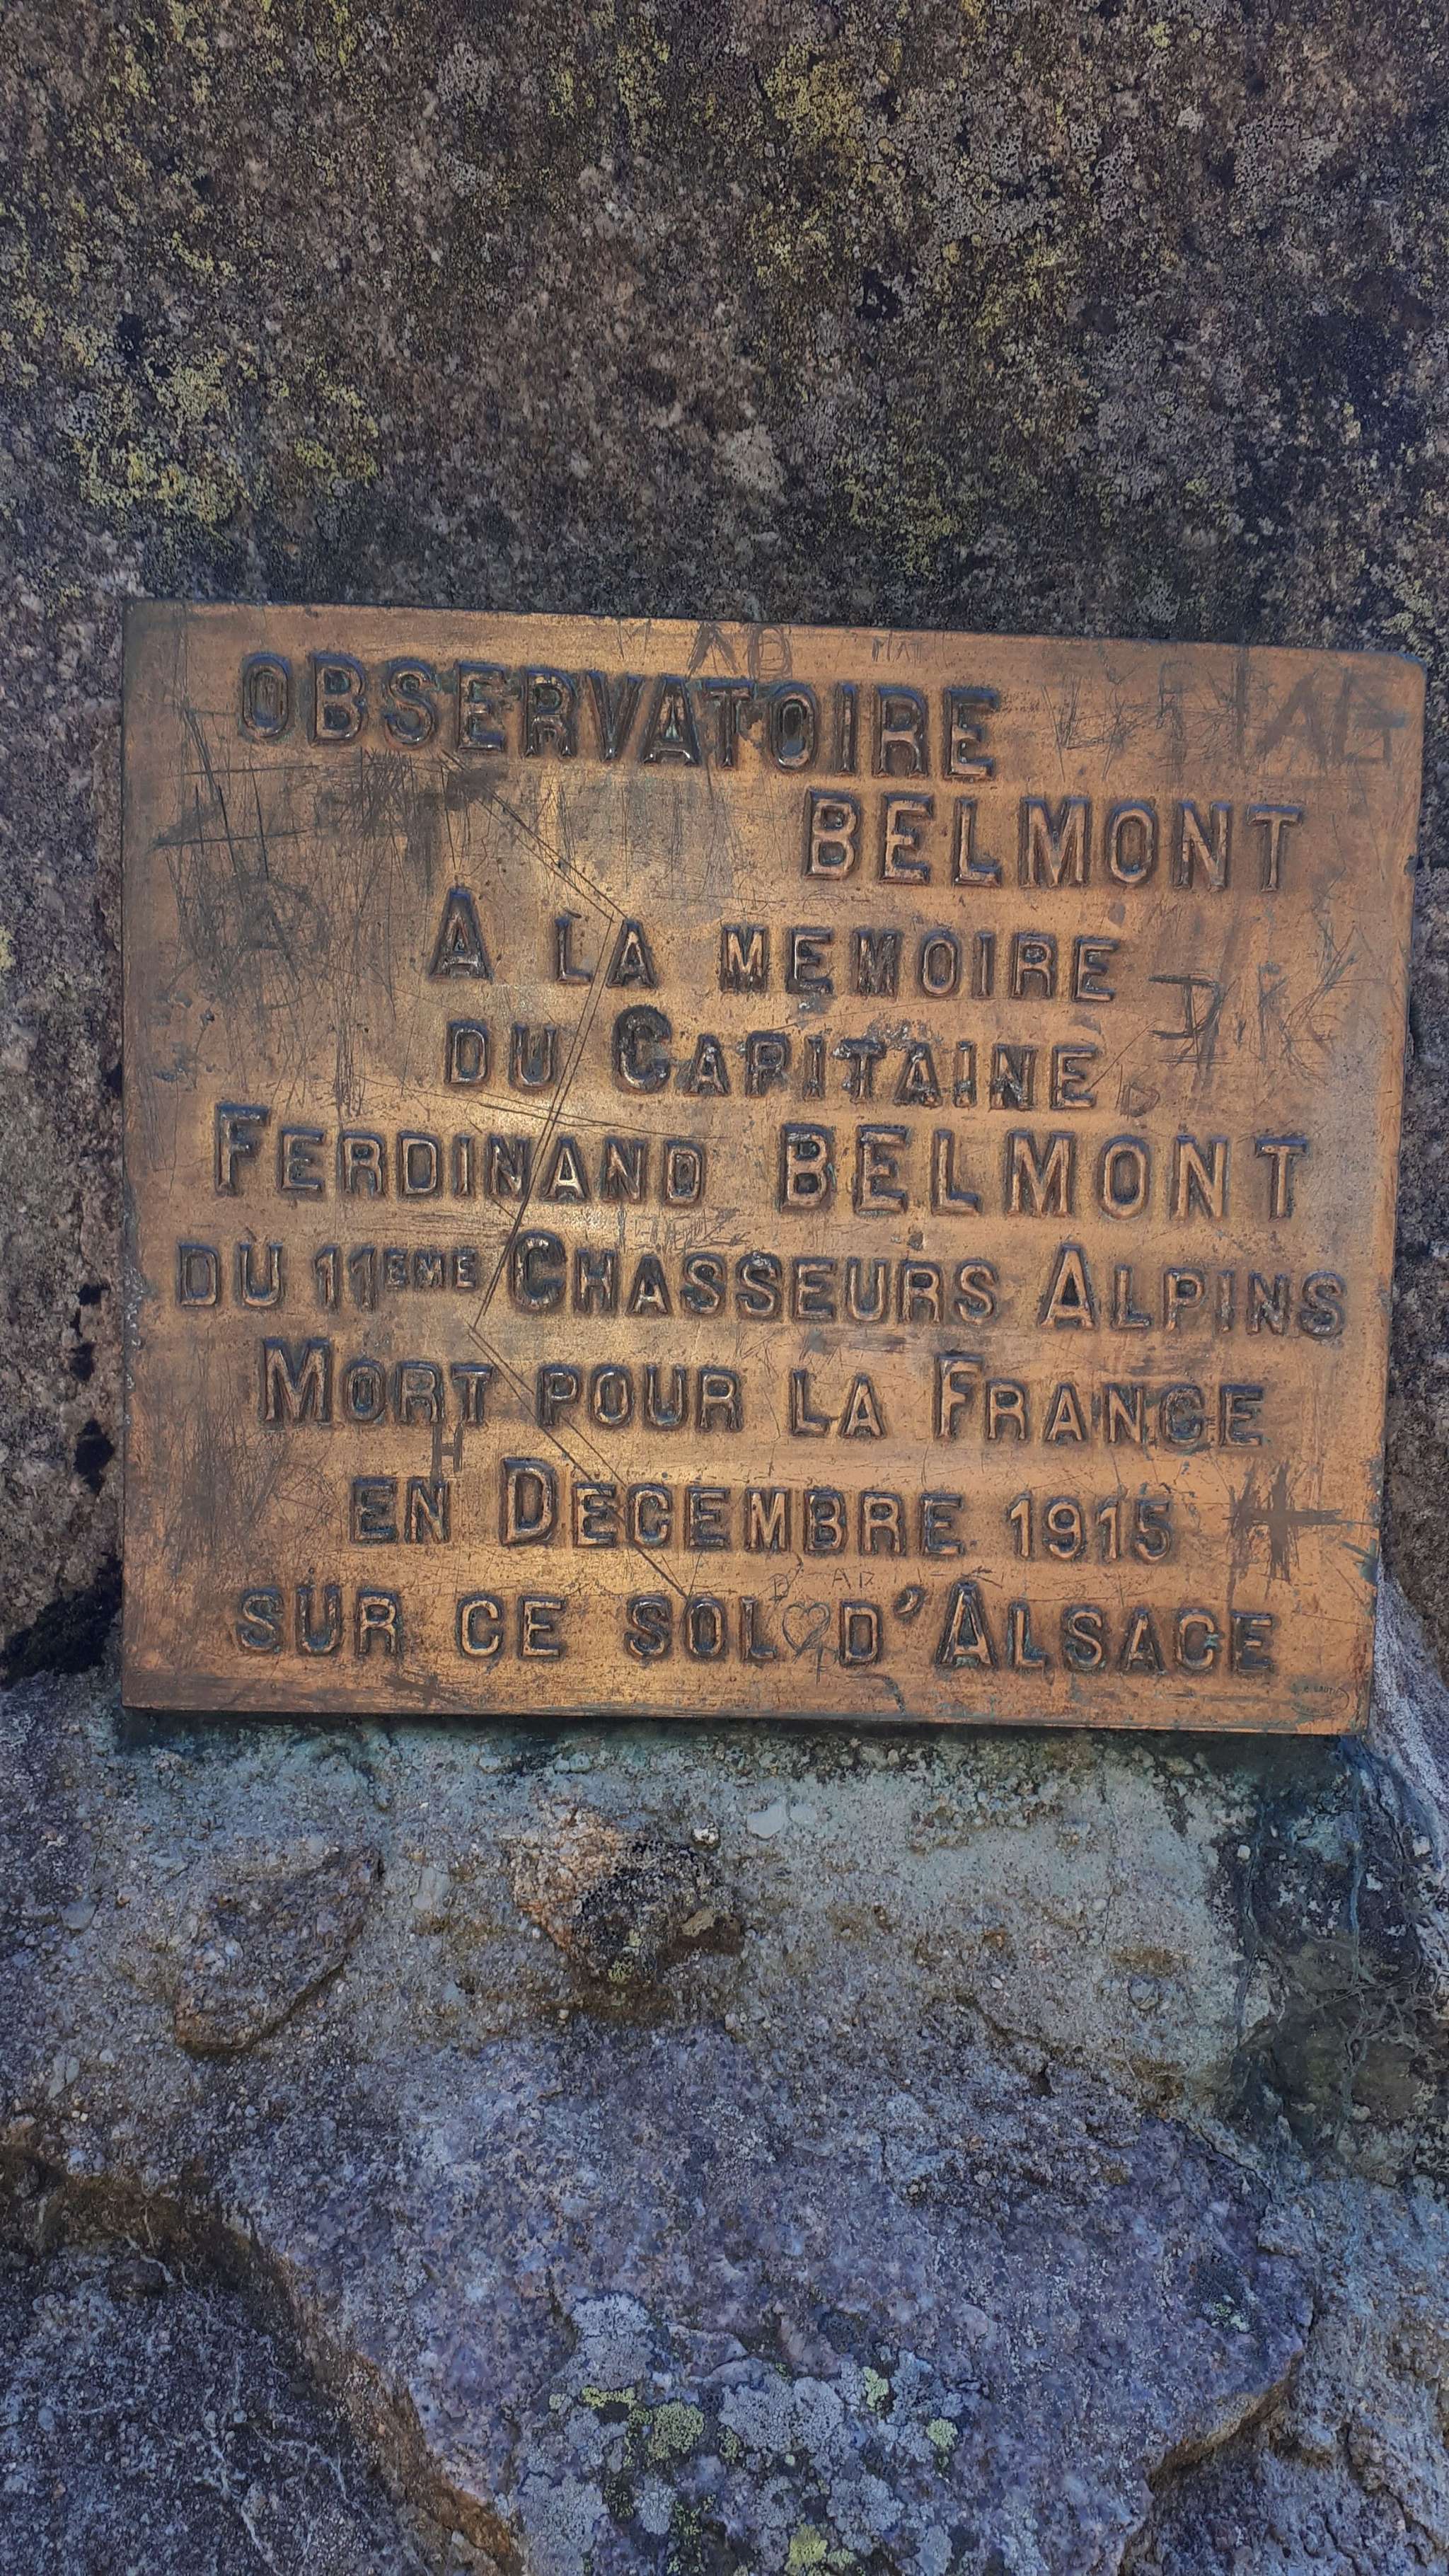 OBSERVATOIRE
BELMONT
A LA MEMOIRE
DU CAPITAINE
FERDINAND BELMONT
DU 11EME CHASSEURS ALPINS
MORT POUR LA FRANCE
EN DECEMBRE 1915
SUR CE SOL D'ALSACE